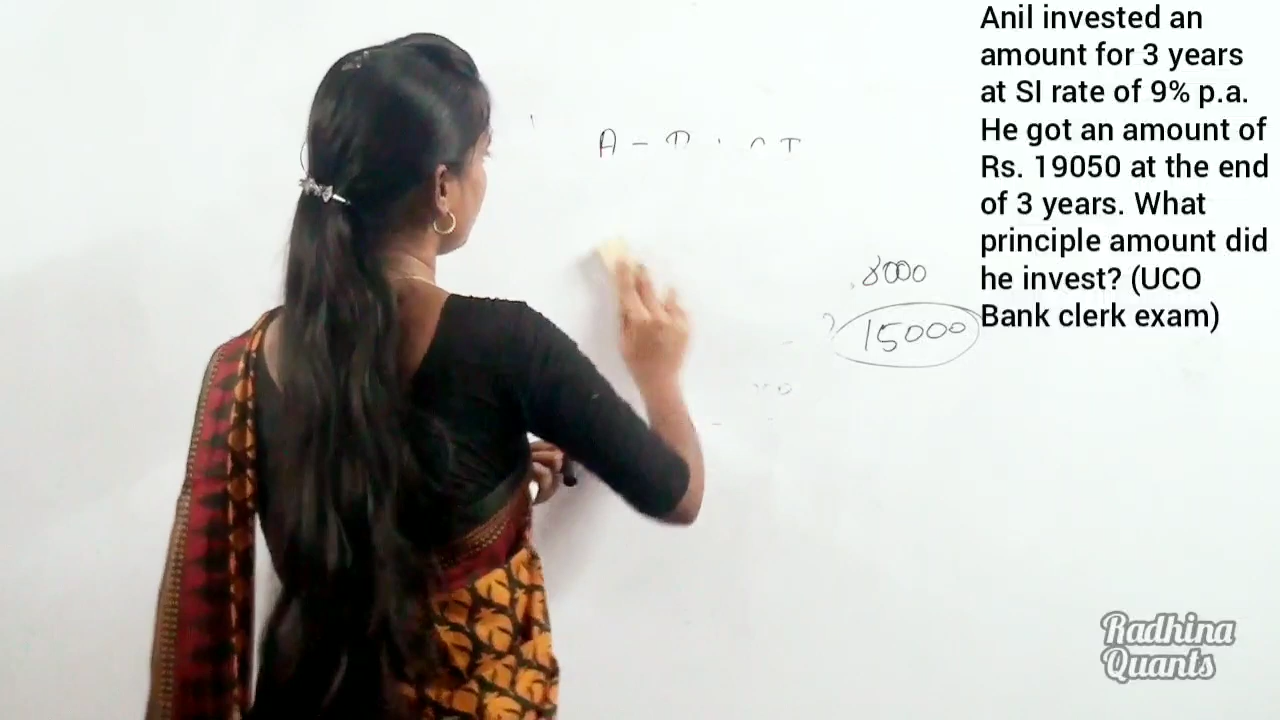 Anil invested an
amount for 3 years
at SI rate of 9% p.a.
He got an amount of
Rs. 19050 at the end
of 3 years. What
principle amount did
he invest? (UCO
Bank clerk exam)
8000
15000
Radhina
Quants